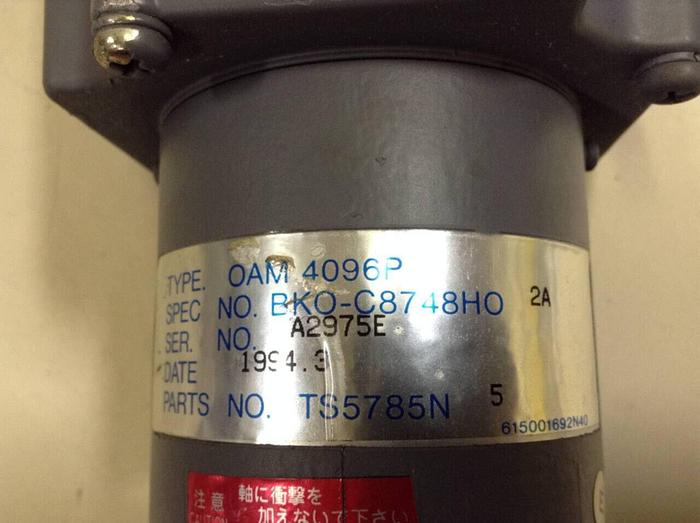 TYPE. OAM 4096P
SPEC NO. BKO-C8748HO 2A
SER. NO. A2975E
DATE 1994.3
PARTS NO. TS5785N 5
615001692N40
注意 軸に衝撃を
CAUTION 加えないで下さい